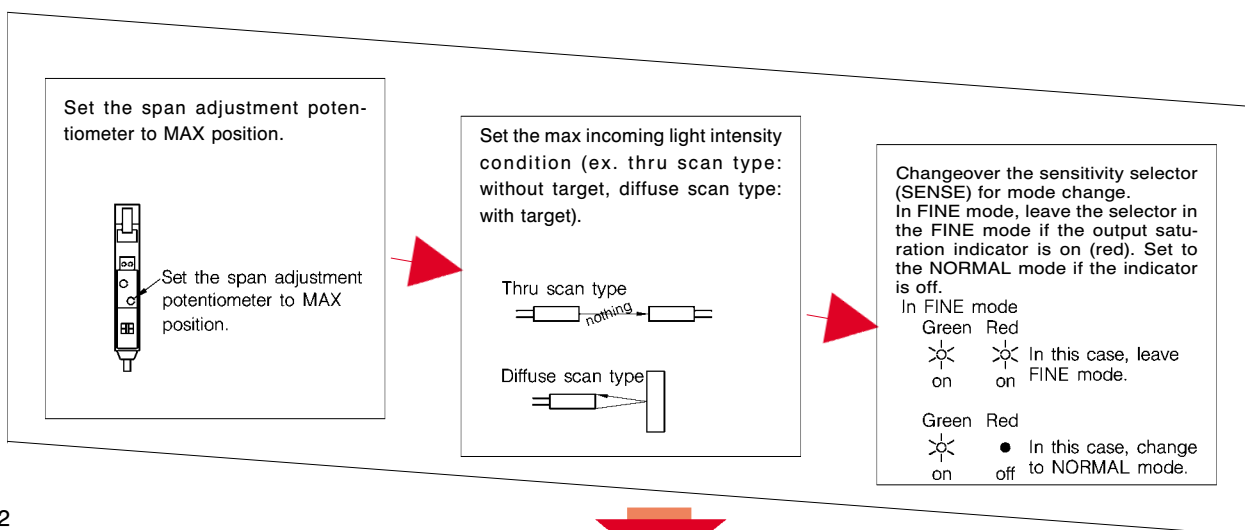 Set the span adjustment poten-
tiometer to MAX position.
Set the span adjustment
potentiometer to MAX
position.
Set the max incoming light intensity
condition (ex. thru scan type:
without target, diffuse scan type:
with target).
Thru scan type
nothing
Diffuse scan type
Changeover the sensitivity selector
(SENSE) for mode change.
In FINE mode, leave the selector in
the FINE mode if the output satu-
ration indicator is on (red). Set to
the NORMAL mode if the indicator
is off.
In FINE mode
Green Red
In this case, leave
on on FINE mode.
Green Red
In this case, change
on off to NORMAL mode.
2